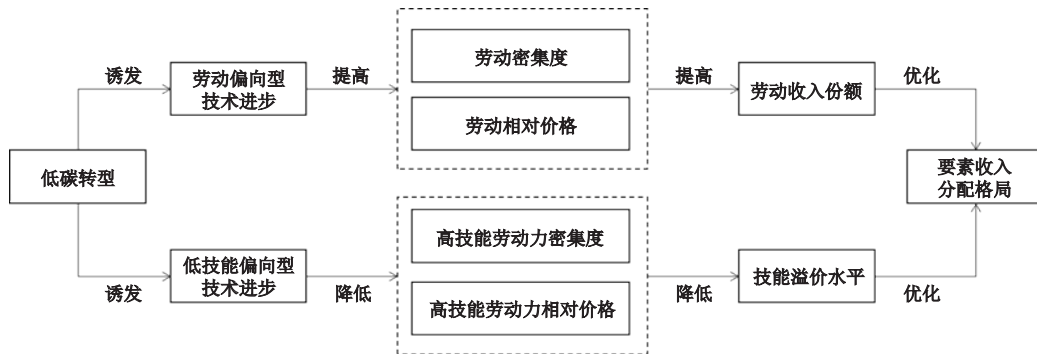 劳动密集度
诱发
劳动偏向型
技术进步
提高
提高
劳动收入份额
优化
劳动相对价格
低碳转型
要素收入
分配格局
高技能劳动力密集度
低技能偏向型
技术进步
技能溢价水平
诱发
降低
高技能劳动力相对价格
降低
优化